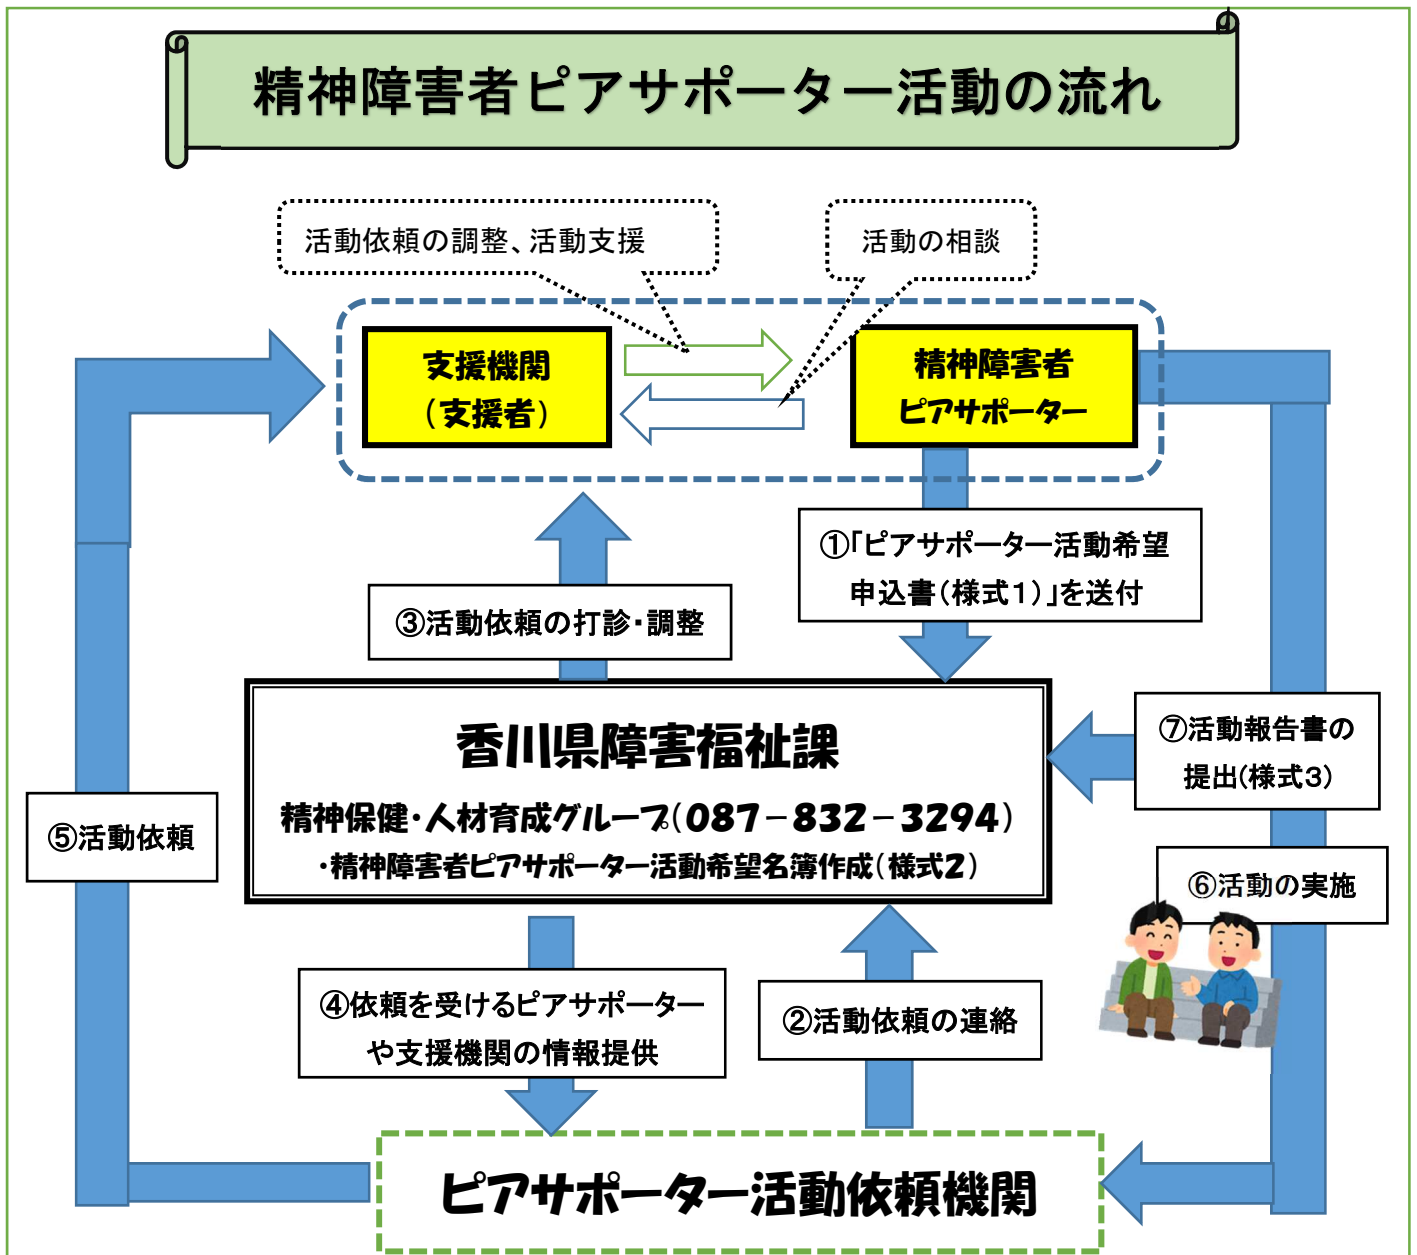 精神障害者ピアサポーター活動の流れ
活動依頼の調整、活動支援
活動の相談
支援機関
（支援者）
精神障害者
ピアサポーター
①「ピアサポーター活動希望
申込書（様式１）」を送付
③活動依頼の打診・調整
香川県障害福祉課
精神保健・人材育成グループ（087－832－3294）
・精神障害者ピアサポーター活動希望名簿作成（様式2）
⑦活動報告書の
提出(様式3)
⑤活動依頼
⑥活動の実施
④依頼を受けるピアサポーター
や支援機関の情報提供
②活動依頼の連絡
ピアサポーター活動依頼機関